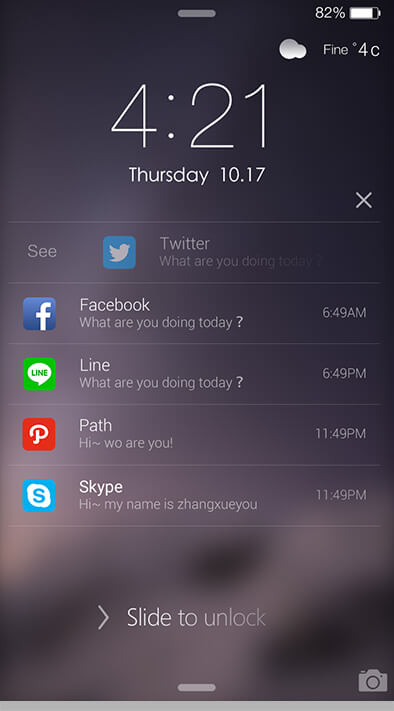 82%
Fine °4c
4:21
Thursday 10.17
See
Twitter
What are you doing today ?
Facebook
What are you doing today ?
6:49AM
Line
What are you doing today ?
6:49PM
LINE
Path
Hi~ wo are you!
11:49PM
Skype
Hi~ my name is zhangxueyou
11:49PM
Slide to unlock